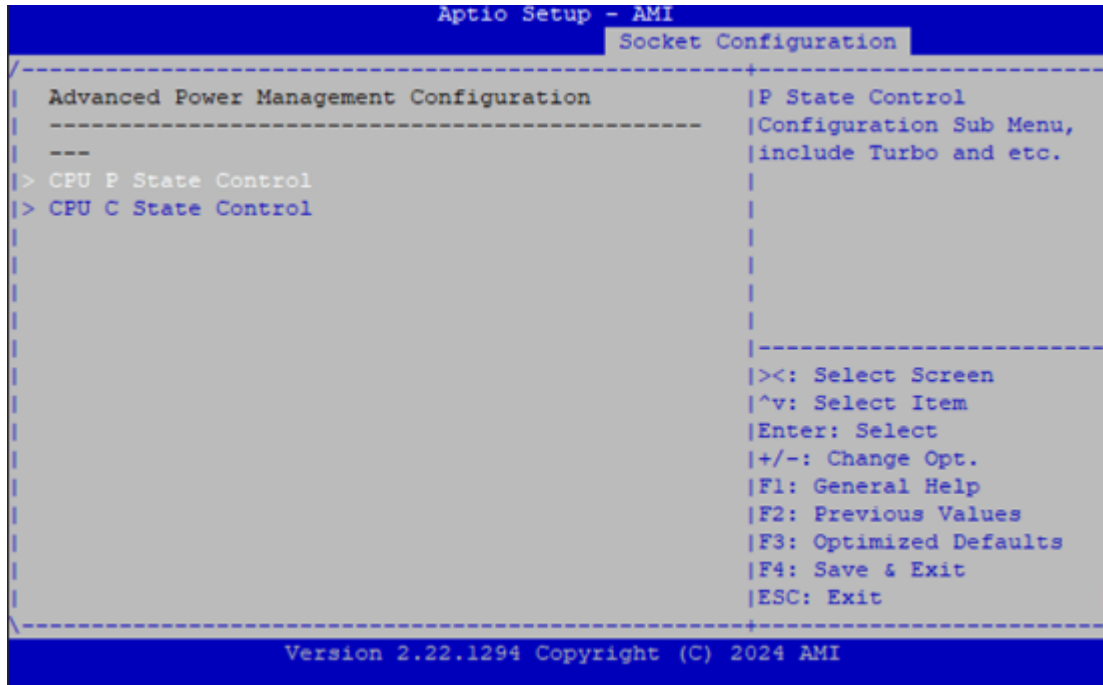 Aptio Setup - AMI
Socket Configuration
Advanced Power Management Configuration
> CPU P State Control
> CPU C State Control
P State Control
Configuration Sub Menu,
include Turbo and etc.
><: Select Screen
^v: Select Item
Enter: Select
+/-: Change Opt.
F1: General Help
F2: Previous Values
F3: Optimized Defaults
F4: Save & Exit
ESC: Exit
Version 2.22.1294 Copyright (C) 2024 AMI